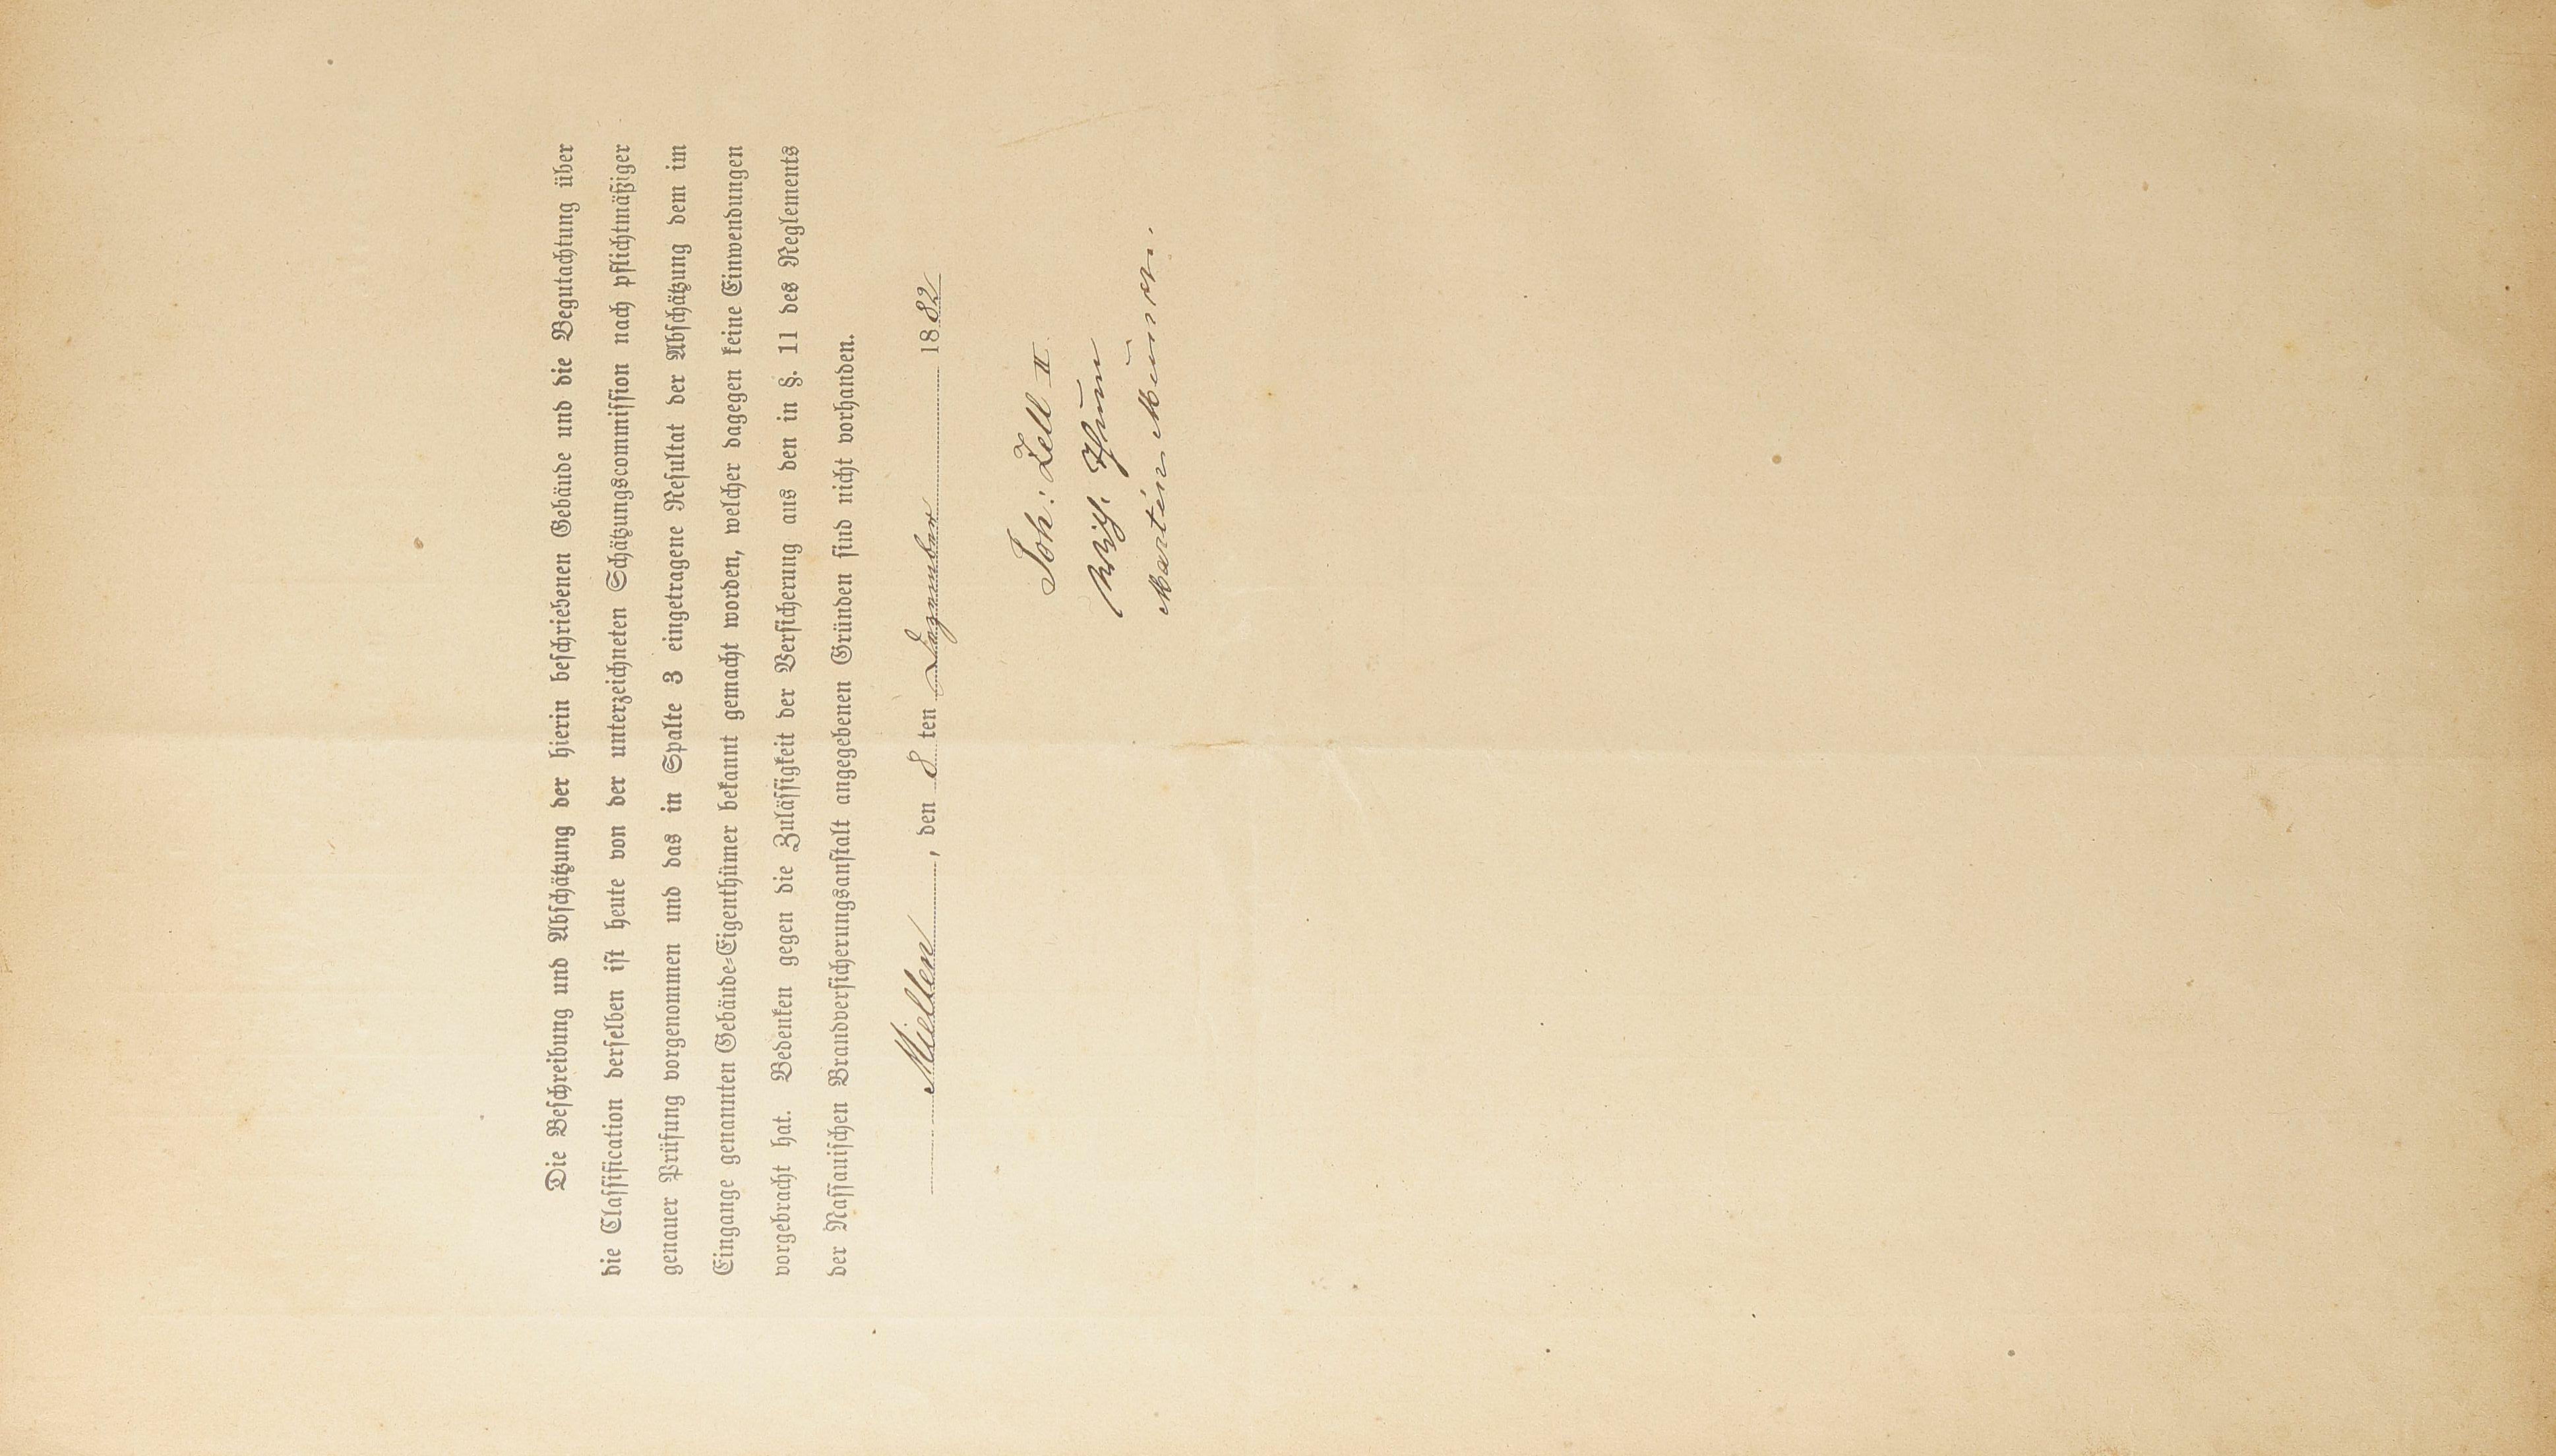 Die Beschreibung und Abschätzung der hierin beschriebenen Gebäude und die Begutachtung über
die Classification derselben ist heute von der unterzeichneten Schätzungscommission nach pflichtmäßiger
genauer Prüfung vorgenommen und das in Spalte 3 eingetragene Resultat der Abschätzung dem im
Eingange genannten Gebäude-Eigenthümer bekannt gemacht worden, welcher dagegen keine Einwendungen
vorgebracht hat. Bedenken gegen die Zulässigkeit der Versicherung aus den in §. 11 des Reglements
der Nassauischen Brandversicherungsanstalt angegebenen Gründen sind nicht vorhanden.
Miellen, den 8 ten Dezember 1882
Joh: Zell II
Martin